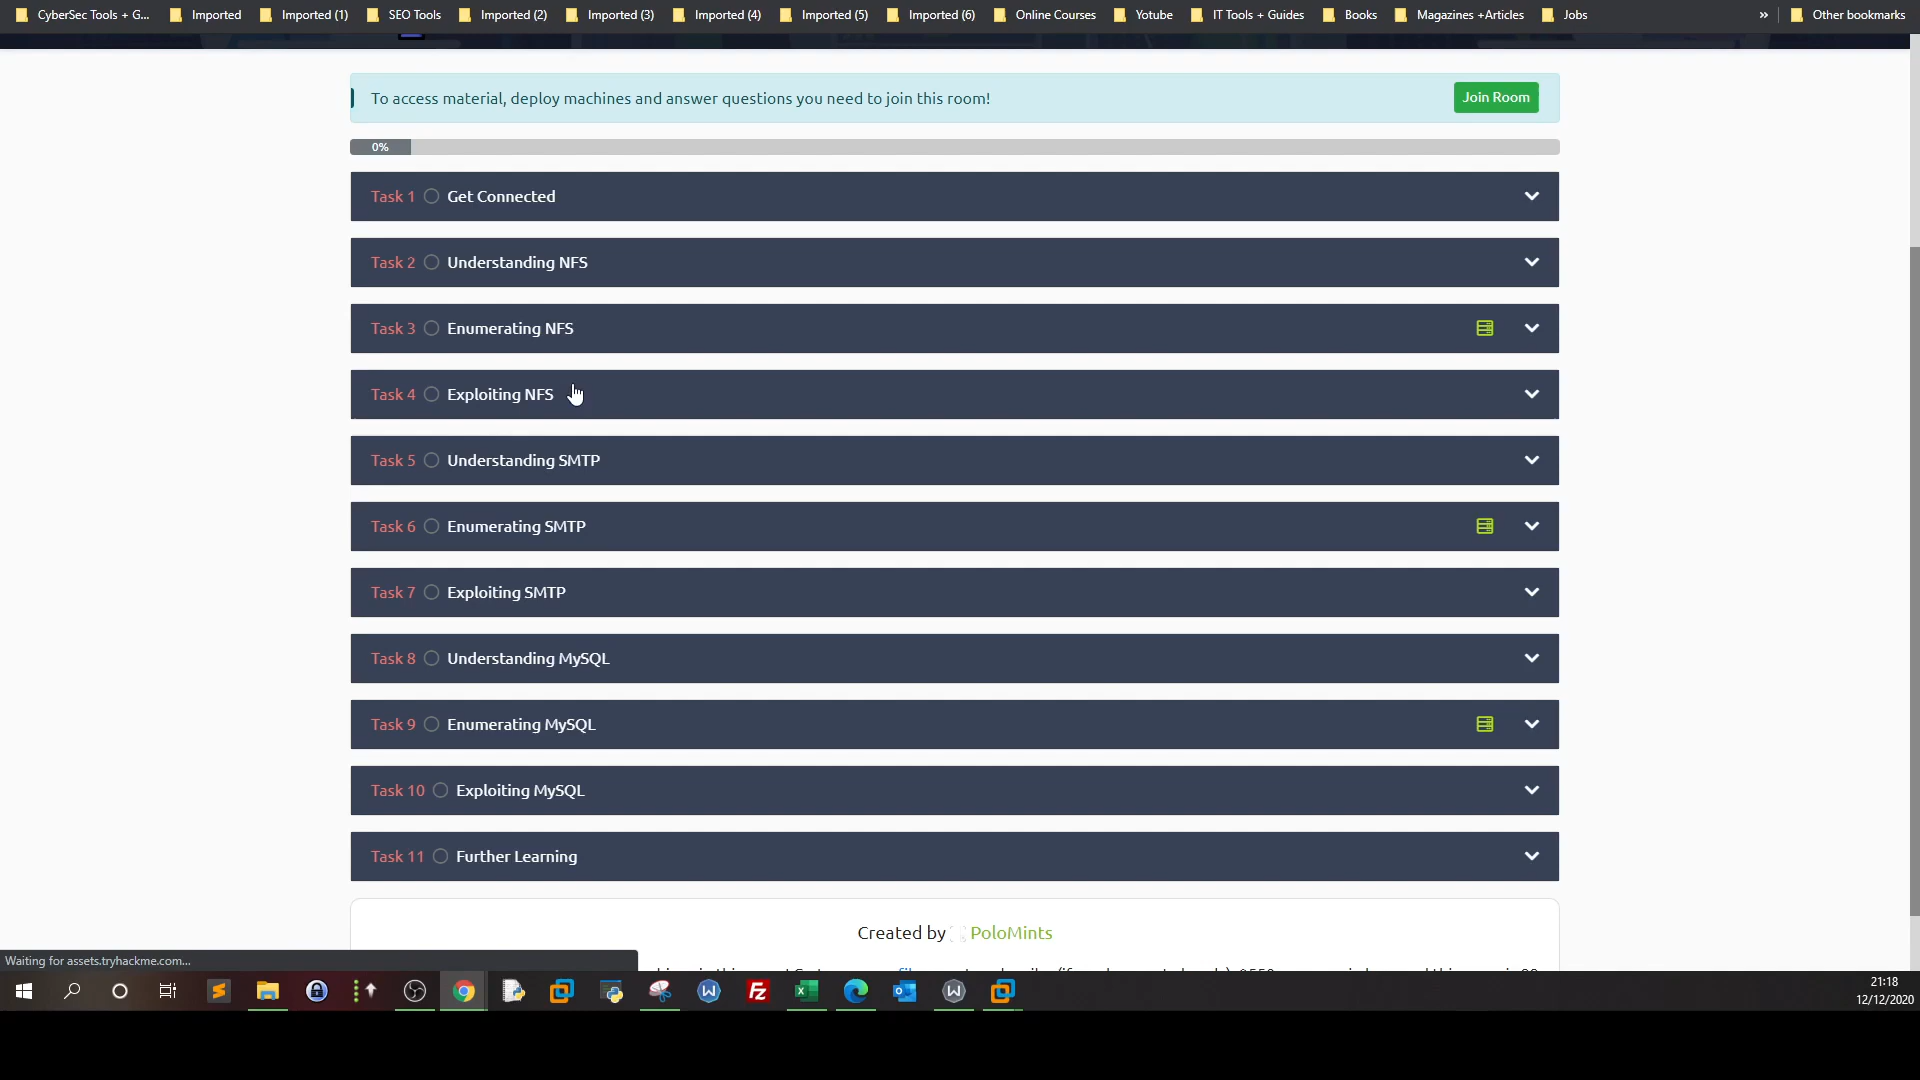 CyberSec Tools + G... Imported Imported (1) SEO Tools Imported (2) Imported (3) Imported (4) Imported (5) Imported (6) Online Courses Yotube IT Tools + Guides Books Magazines +Articles Jobs » Other bookmarks
To access material, deploy machines and answer questions you need to join this room! Join Room
0%
Task 1 Get Connected
Task 2 Understanding NFS
Task 3 Enumerating NFS
Task 4 Exploiting NFS
Task 5 Understanding SMTP
Task 6 Enumerating SMTP
Task 7 Exploiting SMTP
Task 8 Understanding MySQL
Task 9 Enumerating MySQL
Task 10 Exploiting MySQL
Task 11 Further Learning
Created by PoloMints
Waiting for assets.tryhackme.com...
21:18
12/12/2020